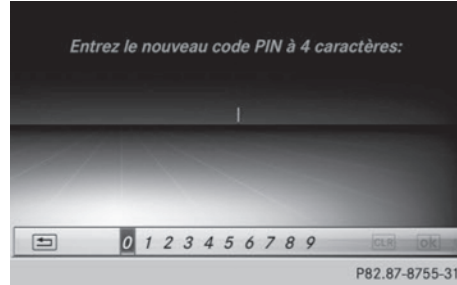 Entrez le nouveau code PIN à 4 caractères:
0 1 2 3 4 5 6 7 8 9 CLR ok
P82.87-8755-31